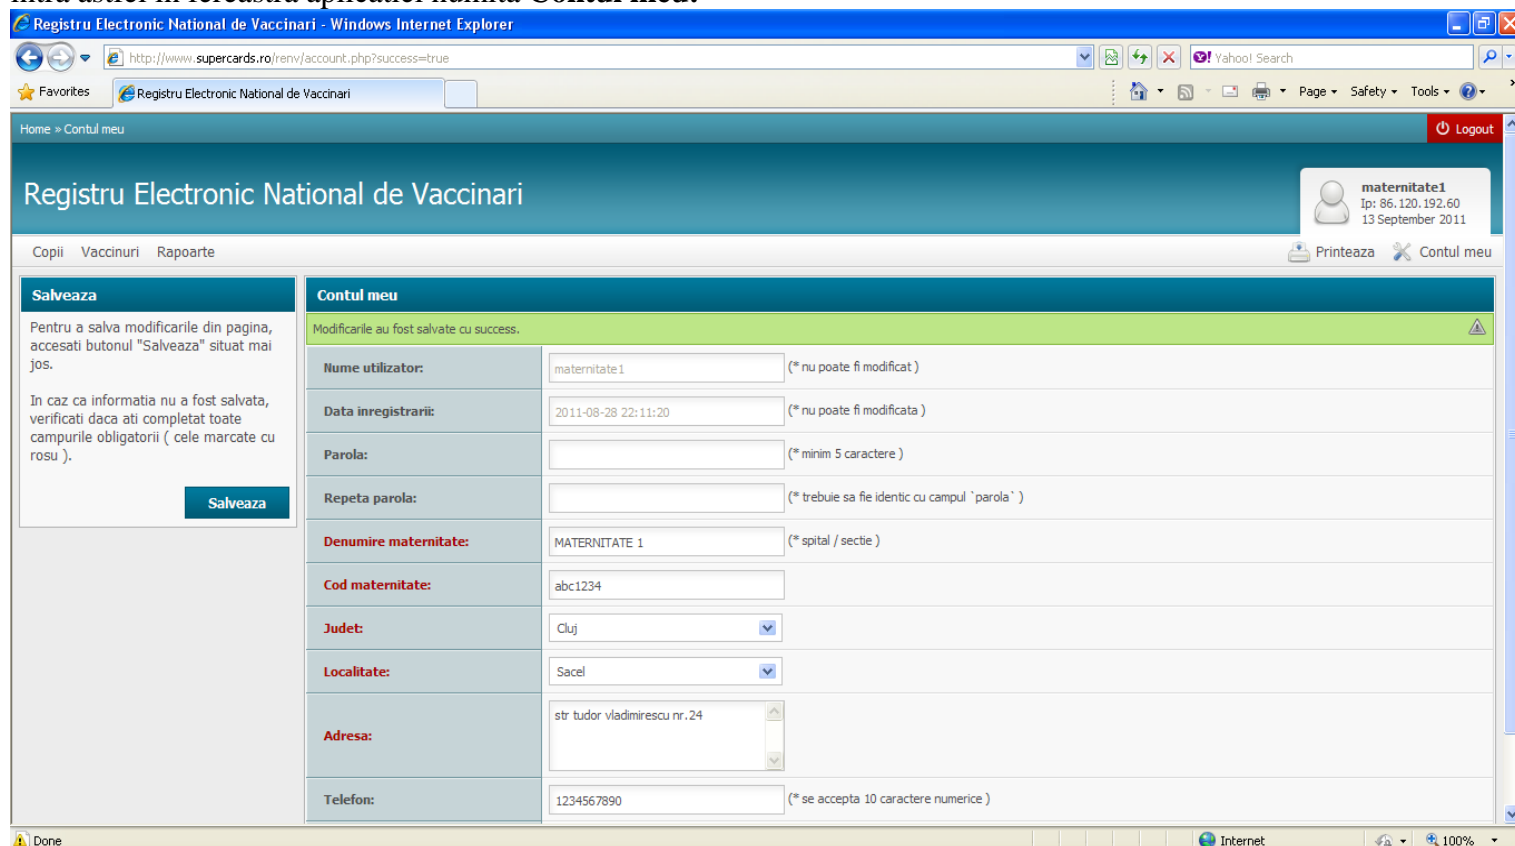 intra astfel in fereastra aplicatiei numita Contul meu.
Registru Electronic National de Vaccinari - Windows Internet Explorer
http://www.supercards.ro/renv/account.php?success=true
Yahoo! Search
Favorites
Registru Electronic National de Vaccinari
Page
Safety
Tools
Home » Contul meu
Logout
Registru Electronic National de Vaccinari
maternitate1
Ip: 86.120.192.60
13 September 2011
Copii Vaccinuri Rapoarte
Printeaza Contul meu
Salveaza
Pentru a salva modificarile din pagina,
accesati butonul "Salveaza" situat mai
jos.
In caz ca informatia nu a fost salvata,
verificati daca ati completat toate
campurile obligatorii ( cele marcate cu
rosu ).
Salveaza
Contul meu
Modificarile au fost salvate cu success.
Nume utilizator: maternitate1 (* nu poate fi modificat )
Data inregistrarii: 2011-08-28 22:11:20 (* nu poate fi modificata )
Parola: (* minim 5 caractere )
Repeta parola: (* trebuie sa fie identic cu campul `parola` )
Denumire maternitate: MATERNITATE 1 (* spital / sectie )
Cod maternitate: abc1234
Judet: Cluj
Localitate: Sacel
Adresa: str tudor vladimirescu nr.24
Telefon: 1234567890 (* se accepta 10 caractere numerice )
Done
Internet
100%